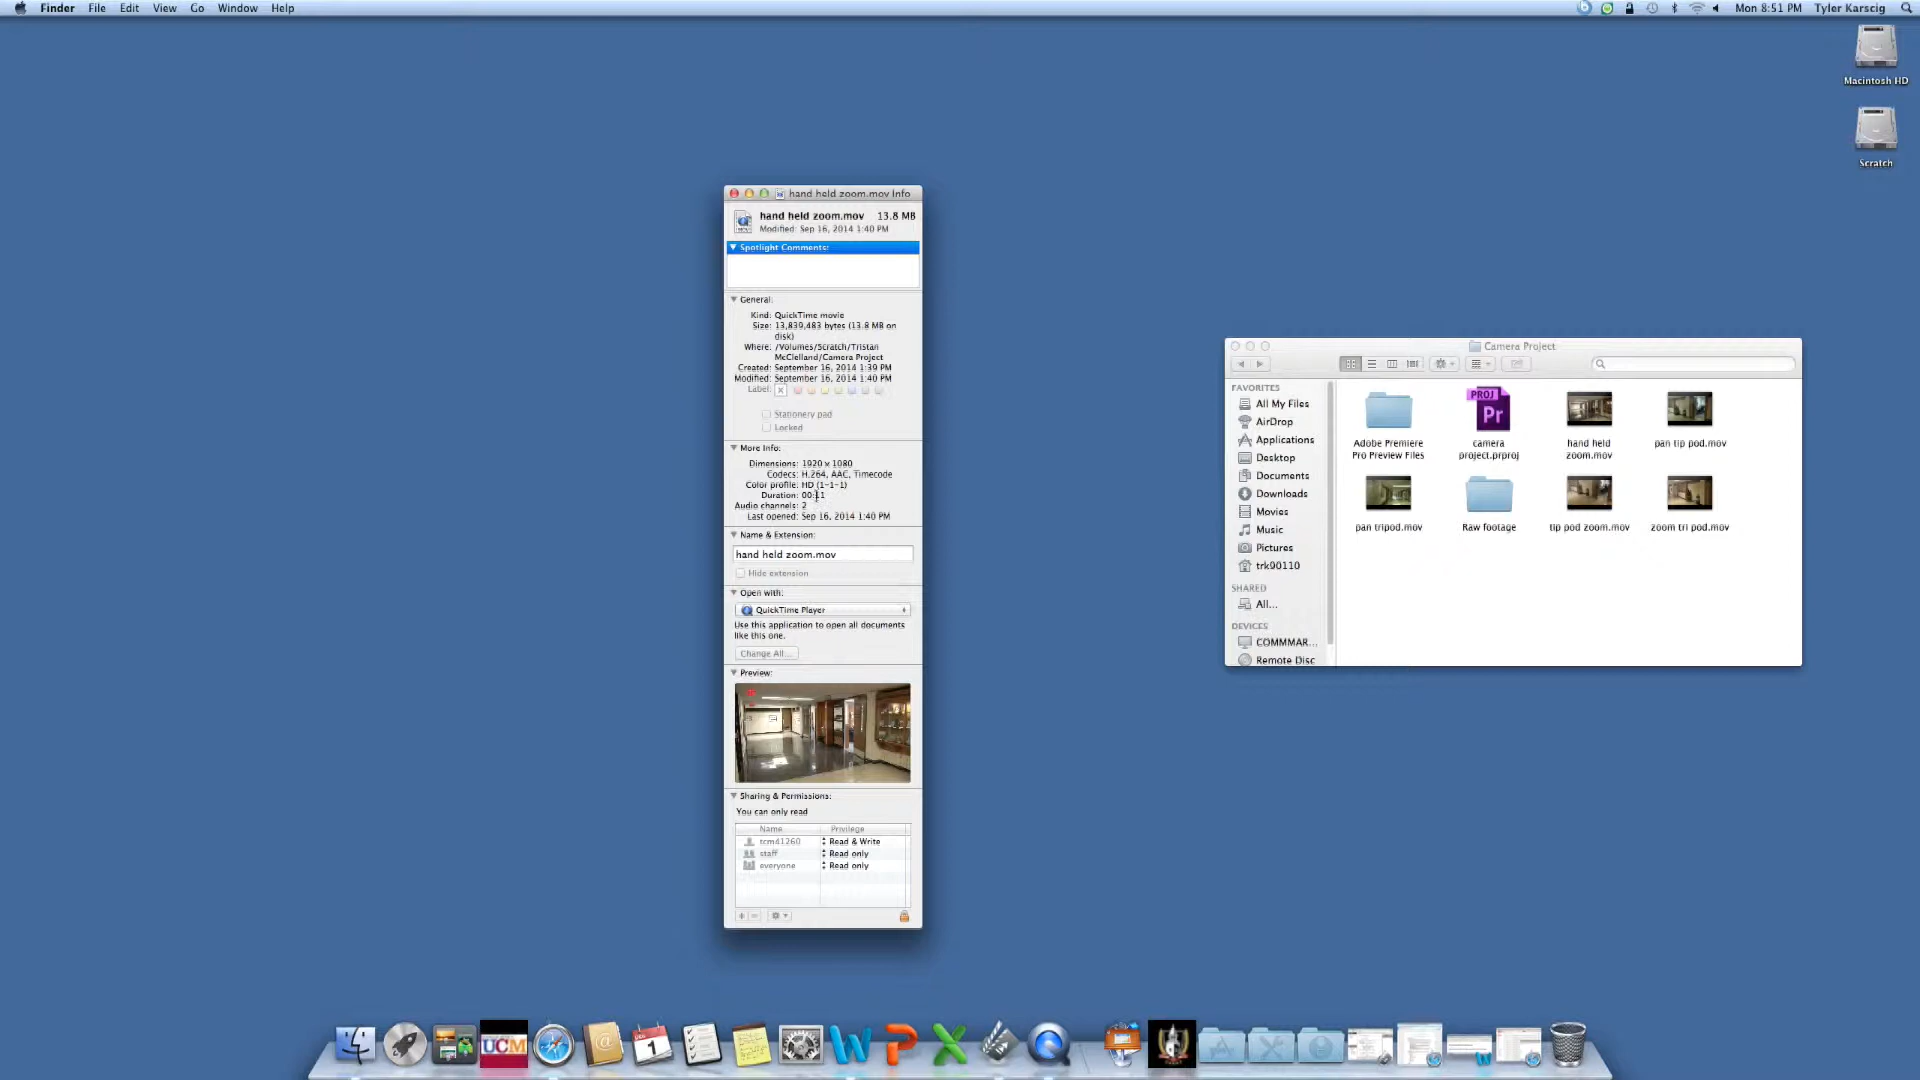 Finder File Edit View Go Window Help
Mon 8:51 PM Tyler Karscig
Macintosh HD
Scratch
hand held zoom.mov Info
hand held zoom.mov 13.8 MB
Modified: Sep 16, 2014 1:40 PM
Spotlight Comments:
General:
Kind: QuickTime movie
Size: 13,839,483 bytes (13.8 MB on
disk)
Where: /Volumes/Scratch/Tristan
McClelland/Camera Project
Created: September 16, 2014 1:39 PM
Modified: September 16, 2014 1:40 PM
Label:
Stationery pad
Locked
More Info:
Dimensions: 1920 x 1080
Codecs: H.264, AAC, Timecode
Color profile: HD (1-1-1)
Duration: 00:11
Audio channels: 2
Last opened: Sep 16, 2014 1:40 PM
Name & Extension:
hand held zoom.mov
Hide extension
Open with:
QuickTime Player
Use this application to open all documents
like this one.
Change All...
Preview:
Sharing & Permissions:
You can only read
Name Privilege
tcm41260 Read & Write
staff Read only
everyone Read only
Camera Project
FAVORITES
All My Files
AirDrop
Applications
Desktop
Documents
Downloads
Movies
Music
Pictures
trk90110
SHARED
All...
DEVICES
COMMMAR...
Remote Disc
Adobe Premiere
Pro Preview Files
PROJ
Pr
camera
project.prproj
hand held
zoom.mov
pan tip pod.mov
pan tripod.mov
Raw footage
tip pod zoom.mov
zoom tri pod.mov
UCM
1